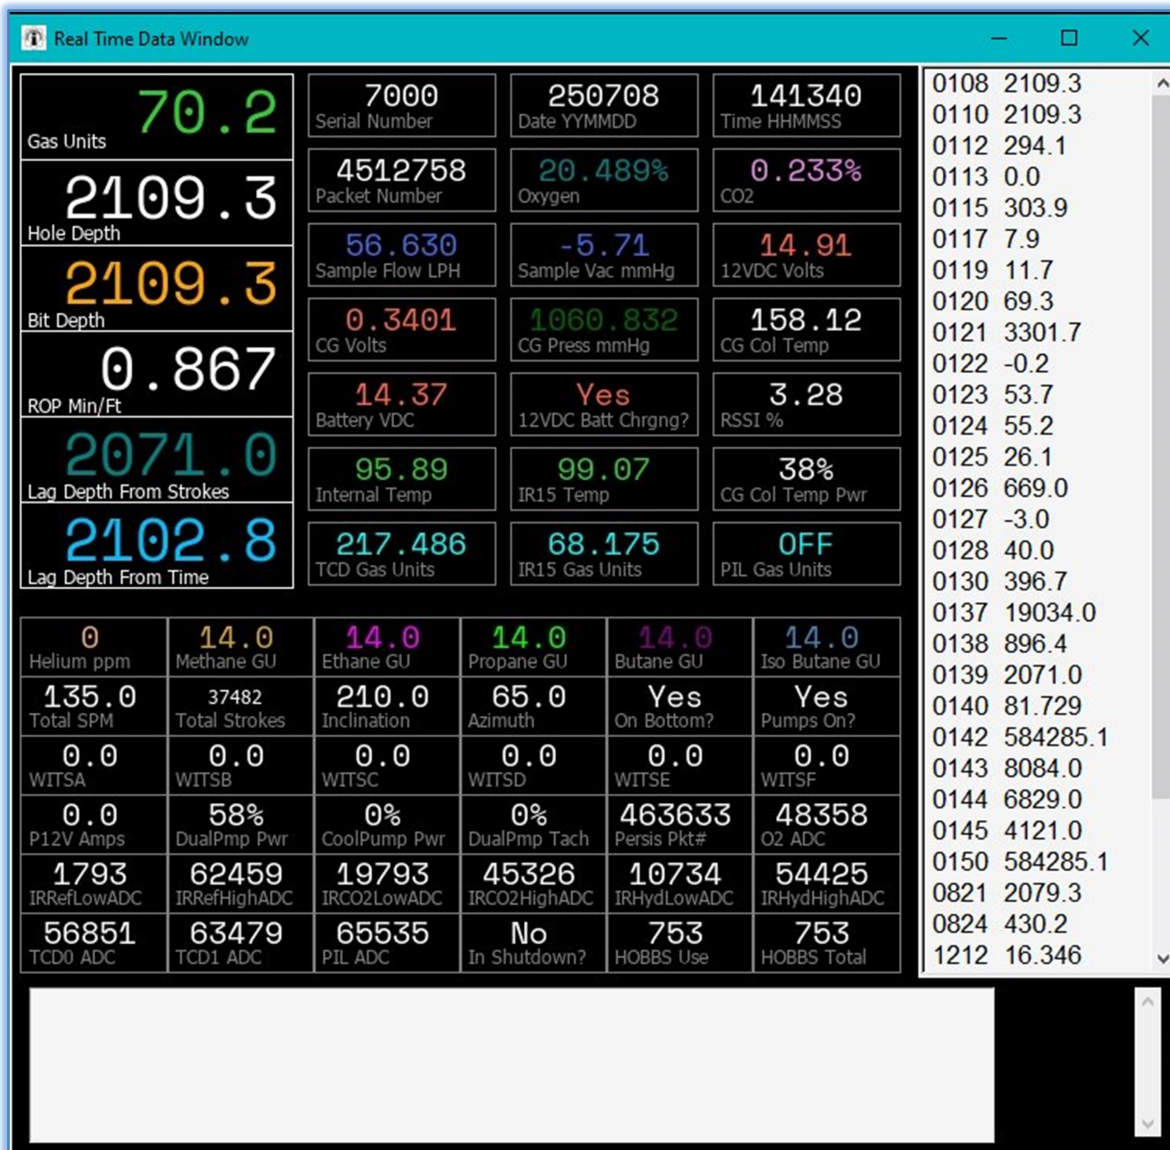 Real Time Data Window
70.2
Gas Units
2109.3
Hole Depth
2109.3
Bit Depth
0.867
ROP Min/Ft
2071.0
Lag Depth From Strokes
2102.8
Lag Depth From Time
7000 250708 141340
Serial Number Date YYMMDD Time HHMMSS
4512758 20.489% 0.233%
Packet Number Oxygen CO2
56.630 -5.71 14.91
Sample Flow LPH Sample Vac mmHg 12VDC Volts
0.3401 1060.832 158.12
CG Volts CG Press mmHg CG Col Temp
14.37 Yes 3.28
Battery VDC 12VDC Batt Chrgng? RSSI %
95.89 99.07 38%
Internal Temp IR15 Temp CG Col Temp Pwr
217.486 68.175 OFF
TCD Gas Units IR15 Gas Units PIL Gas Units
0 14.0 14.0 14.0 14.0 14.0
Helium ppm Methane GU Ethane GU Propane GU Butane GU Iso Butane GU
135.0 37482 210.0 65.0 Yes Yes
Total SPM Total Strokes Inclination Azimuth On Bottom? Pumps On?
0.0 0.0 0.0 0.0 0.0 0.0
WITSA WITSB WITSC WITSD WITSE WITSF
0.0 58% 0% 0% 463633 48358
P12V Amps DualPmp Pwr CoolPump Pwr DualPmp Tach Persis Pkt# O2 ADC
1793 62459 19793 45326 10734 54425
IRRefLowADC IRRefHighADC IRCO2LowADC IRCO2HighADC IRHydLowADC IRHydHighADC
56851 63479 65535 No 753 753
TCD0 ADC TCD1 ADC PIL ADC In Shutdown? HOBBS Use HOBBS Total
0108 2109.3
0110 2109.3
0112 294.1
0113 0.0
0115 303.9
0117 7.9
0119 11.7
0120 69.3
0121 3301.7
0122 -0.2
0123 53.7
0124 55.2
0125 26.1
0126 669.0
0127 -3.0
0128 40.0
0130 396.7
0137 19034.0
0138 896.4
0139 2071.0
0140 81.729
0142 584285.1
0143 8084.0
0144 6829.0
0145 4121.0
0150 584285.1
0821 2079.3
0824 430.2
1212 16.346